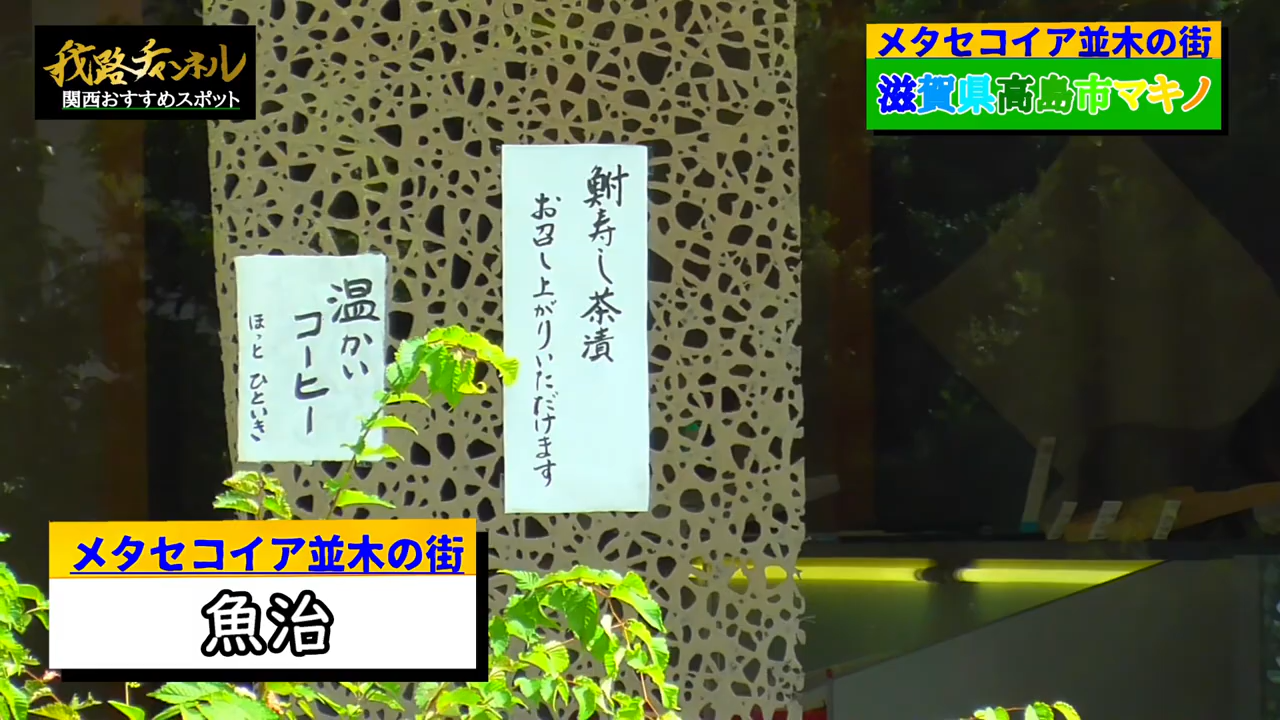 我路チャンネル
関西おすすめスポット
メタセコイア並木の街
滋賀県高島市マキノ
鮒寿し茶漬
お召し上がりいただけます
温かい
コーヒー
ほっと ひといき
メタセコイア並木の街
魚治